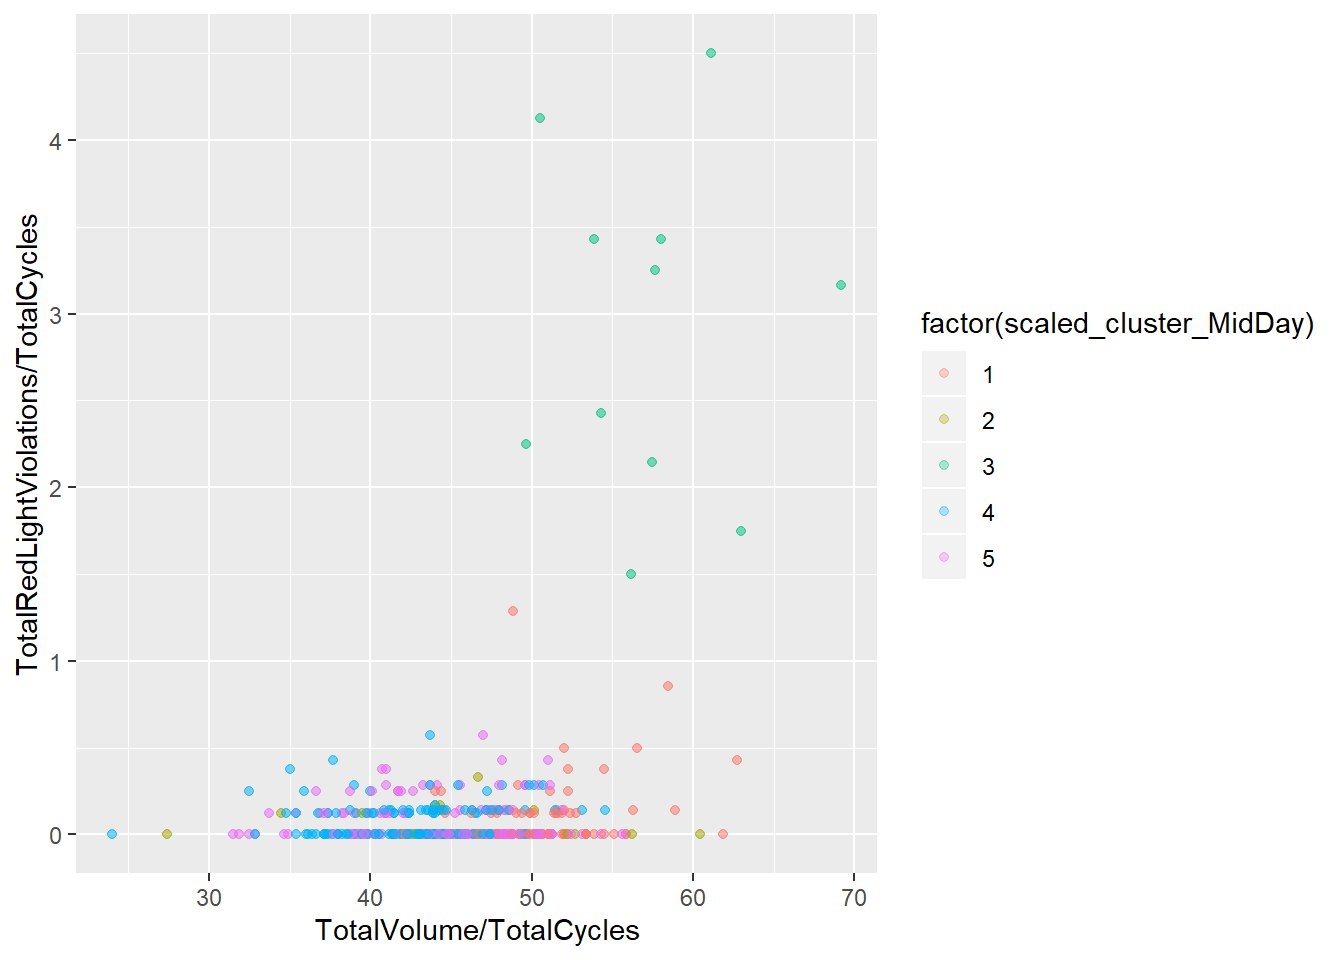 TotalRedLightViolations/TotalCycles
4
3
2
1
0
30 40 50 60 70
TotalVolume/TotalCycles
factor(scaled_cluster_MidDay)
1
2
3
4
5